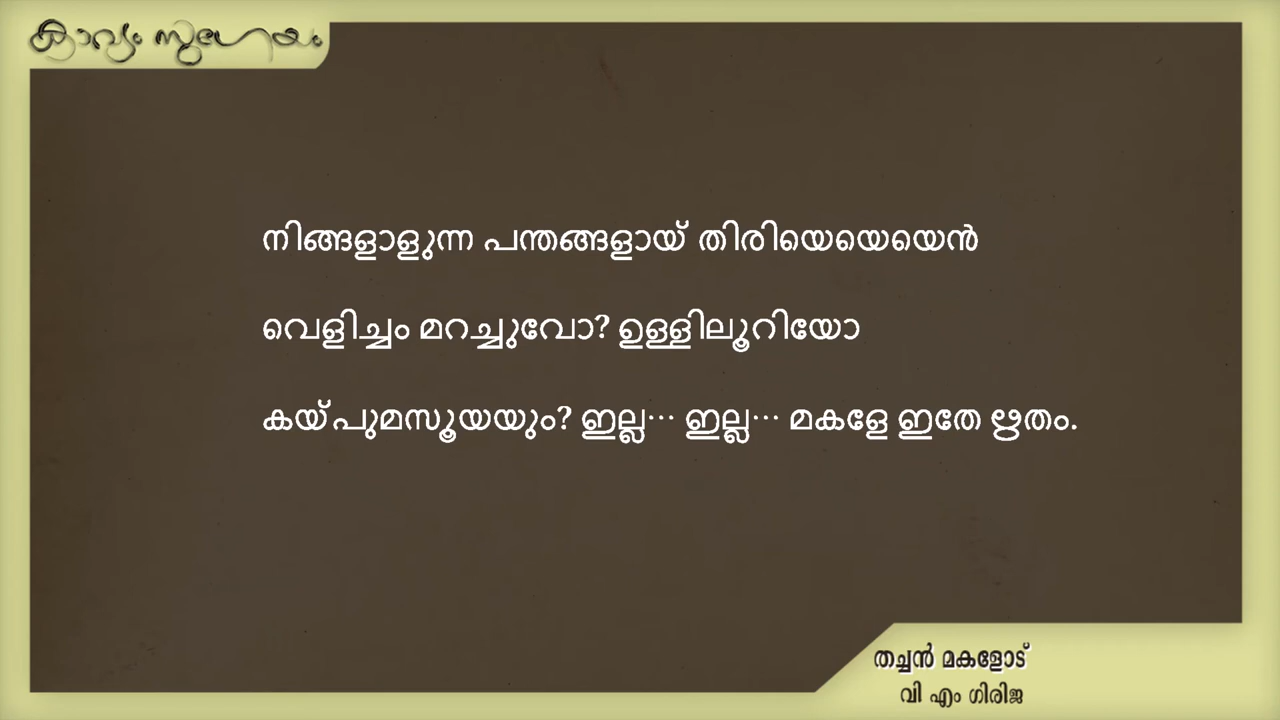 കാവ്യം സുഗേയം
നിങ്ങളാളുന്ന പന്തങ്ങളായ് തിരിയെയെയെൻ
വെളിച്ചം മറച്ചുവോ? ഉള്ളിലൂറിയോ
കയ്പുമസൂയയും? ഇല്ല... ഇല്ല... മകളേ ഇതേ ഋതം.
തച്ചൻ മകളോട്
വി എം ഗിരിജ